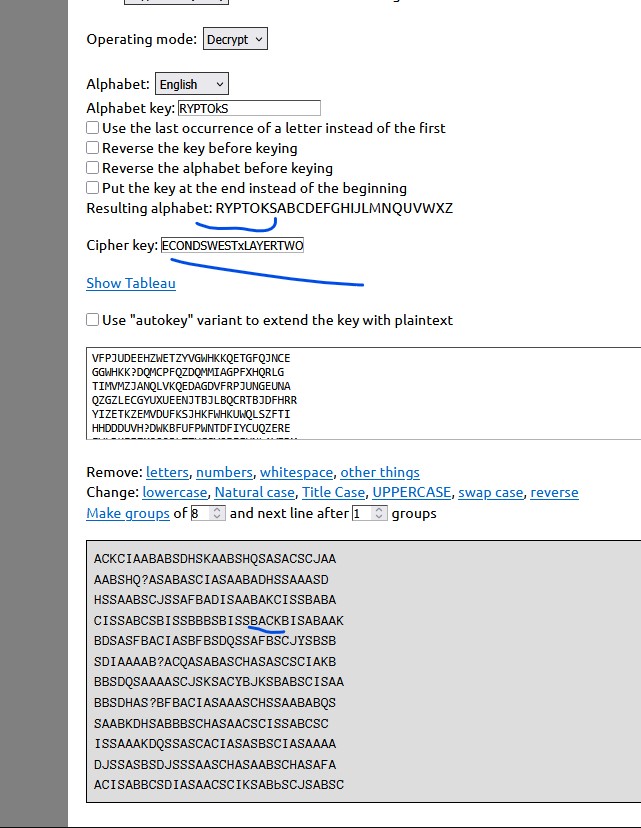 Operating mode: Decrypt
Alphabet: English
Alphabet key: RYPTOkS
Use the last occurrence of a letter instead of the first
Reverse the key before keying
Reverse the alphabet before keying
Put the key at the end instead of the beginning
Resulting alphabet: RYPTOKSABCDEFGHIJLMNQUVWXZ
Cipher key: ECONDSWESTxLAYERTWO
Show Tableau
Use "autokey" variant to extend the key with plaintext
VFPJUDEEHZWETZYVGWHKKQETGFQJNCE
GGWHKK?DQMCPFQZDQMMIAGPFXHQRLG
TIMVMZJANQLVKQEDAGDVFRPJUNGEUNA
QZGZLECGYUXUEENJTBJLBQCRTBJDFHRR
YIZETKZEMVDUFKSJHKFWHKUWQLSZFTI
HHDDDUVH?DWKBFUFPWNTDFIYCUQZERE
Remove: letters, numbers, whitespace, other things
Change: lowercase, Natural case, Title Case, UPPERCASE, swap case, reverse
Make groups of 8 and next line after 1 groups
ACKCIAABABSDHSKAABSHQSASACSCJAA
AABSHQ?ASABASCIASAABADHSSAAASD
HSSAABSCJSSAFBADISAABAKCISSBABA
CISSABCSBISSBBBSBISSBACKBISABAAK
BDSASFBACIASBFBSDQSSAFBSCJYSBSB
SDIAAAAB?ACQASABASCHASASCSCIAKB
BBSDQSAAAASCJSKSACYBJKSBABSCISAA
BBSDHAS?BFBACIASAAASCHSSAABABQS
SAABKDHSABBBSCHASAACSCISSABCSC
ISSAAAKDQSSASCACIASASBSCIASAAAA
DJSSASBSDJSSSAASCHASAABSCHASAFA
ACISABBCSDIASAACSCIKSABbSCJSABSC